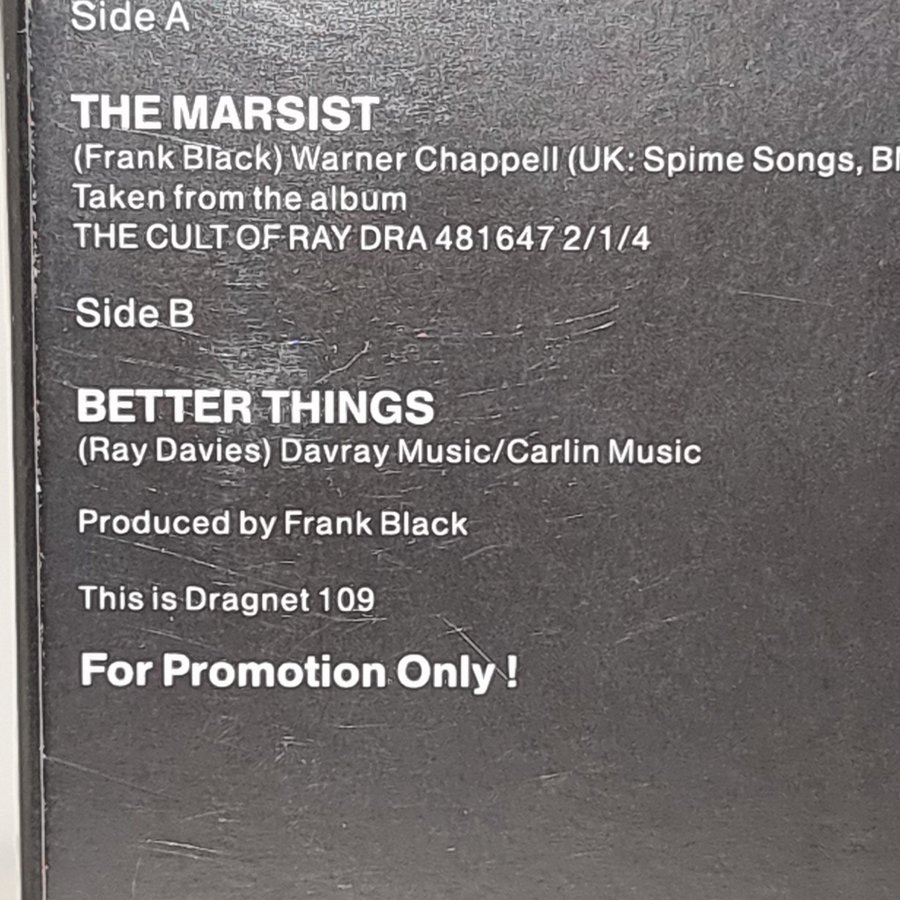 Side A
THE MARSIST
(Frank Black) Warner Chappell (UK: Spime Songs,
Taken from the album
THE CULT OF RAY DRA 481647 2/1/4
Side B
BETTER THINGS
(Ray Davies) Davray Music/Carlin Music
Produced by Frank Black
This is Dragnet 109
For Promotion Only !